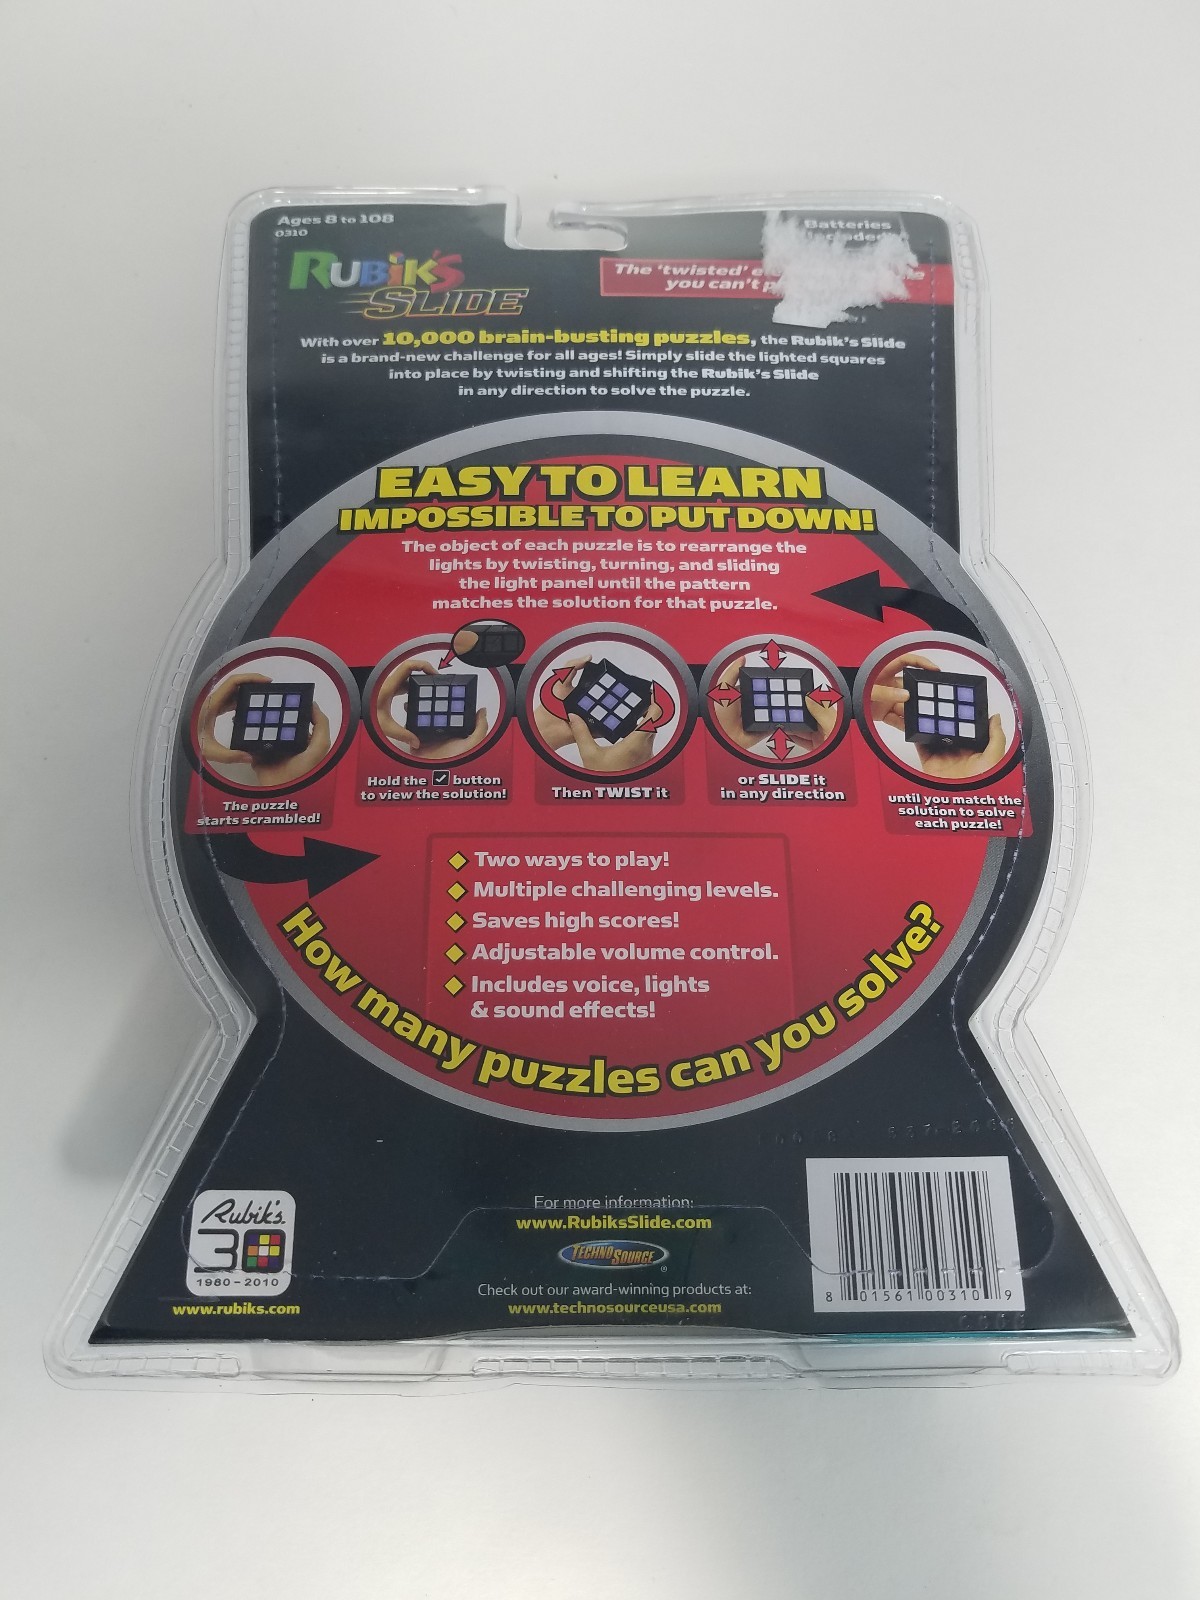 Ages 8 to 108
0310
Batteries
RUBIK'S
SLIDE
The 'twisted'
you can't
With over 10,000 brain-busting puzzles, the Rubik's Slide
is a brand-new challenge for all ages! Simply slide the lighted squares
into place by twisting and shifting the Rubik's Slide
in any direction to solve the puzzle.
EASY TO LEARN
IMPOSSIBLE TO PUT DOWN!
The object of each puzzle is to rearrange the
lights by twisting, turning, and sliding
the light panel until the pattern
matches the solution for that puzzle.
The puzzle
starts scrambled!
Hold the ✓ button
to view the solution!
Then TWIST it
or SLIDE it
in any direction
until you match the
solution to solve
each puzzle!
Two ways to play!
Multiple challenging levels.
Saves high scores!
Adjustable volume control.
Includes voice, lights
& sound effects!
How many puzzles can you solve?
Rubik's
30
1980-2010
www.rubiks.com
For more information:
www.RubiksSlide.com
TECHNO SOURCE
®
Check out our award-winning products at:
www.technosourceusa.com
8 01561 00310 9